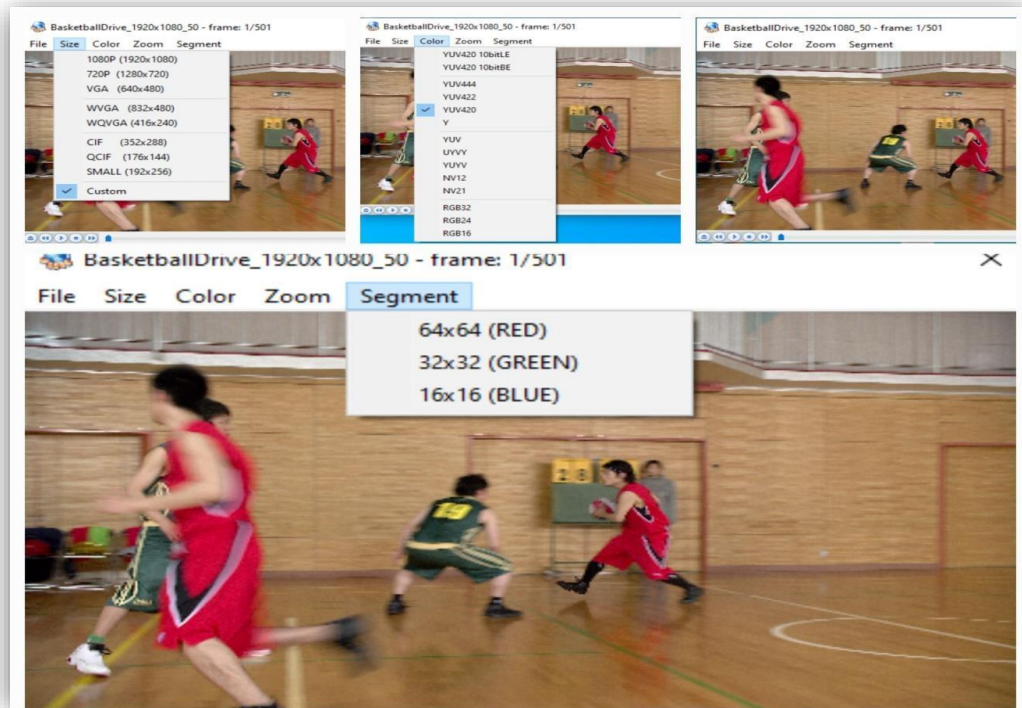 BasketballDrive_1920x1080_50 - frame: 1/501
File Size Color Zoom Segment
1080P (1920x1080)
720P (1280x720)
VGA (640x480)
WVGA (832x480)
WQVGA (416x240)
CIF (352x288)
QCIF (176x144)
SMALL (192x256)
Custom
BasketballDrive_1920x1080_50 - frame: 1/501
File Size Color Zoom Segment
YUV420 10bitLE
YUV420 10bitBE
YUV444
YUV422
YUV420
Y
YUV
UYVY
YUYV
NV12
NV21
RGB32
RGB24
RGB16
BasketballDrive_1920x1080_50 - frame: 1/501
File Size Color Zoom Segment
BasketballDrive_1920x1080_50 - frame: 1/501
File Size Color Zoom Segment
64x64 (RED)
32x32 (GREEN)
16x16 (BLUE)